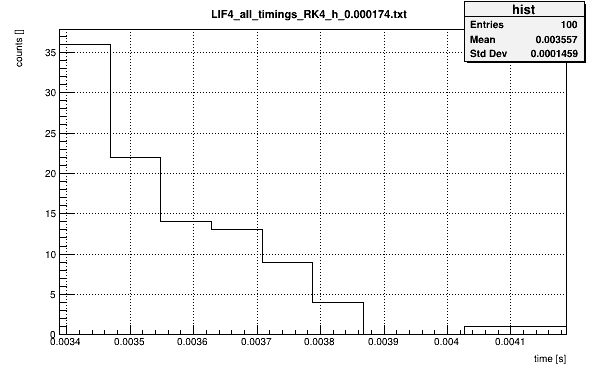 LIF4_all_timings_RK4_h_0.000174.txt
hist
Entries 100
Mean 0.003557
Std Dev 0.0001459
counts []
35
30
25
20
15
10
5
0
0.0034 0.0035 0.0036 0.0037 0.0038 0.0039 0.004 0.0041
time [s]